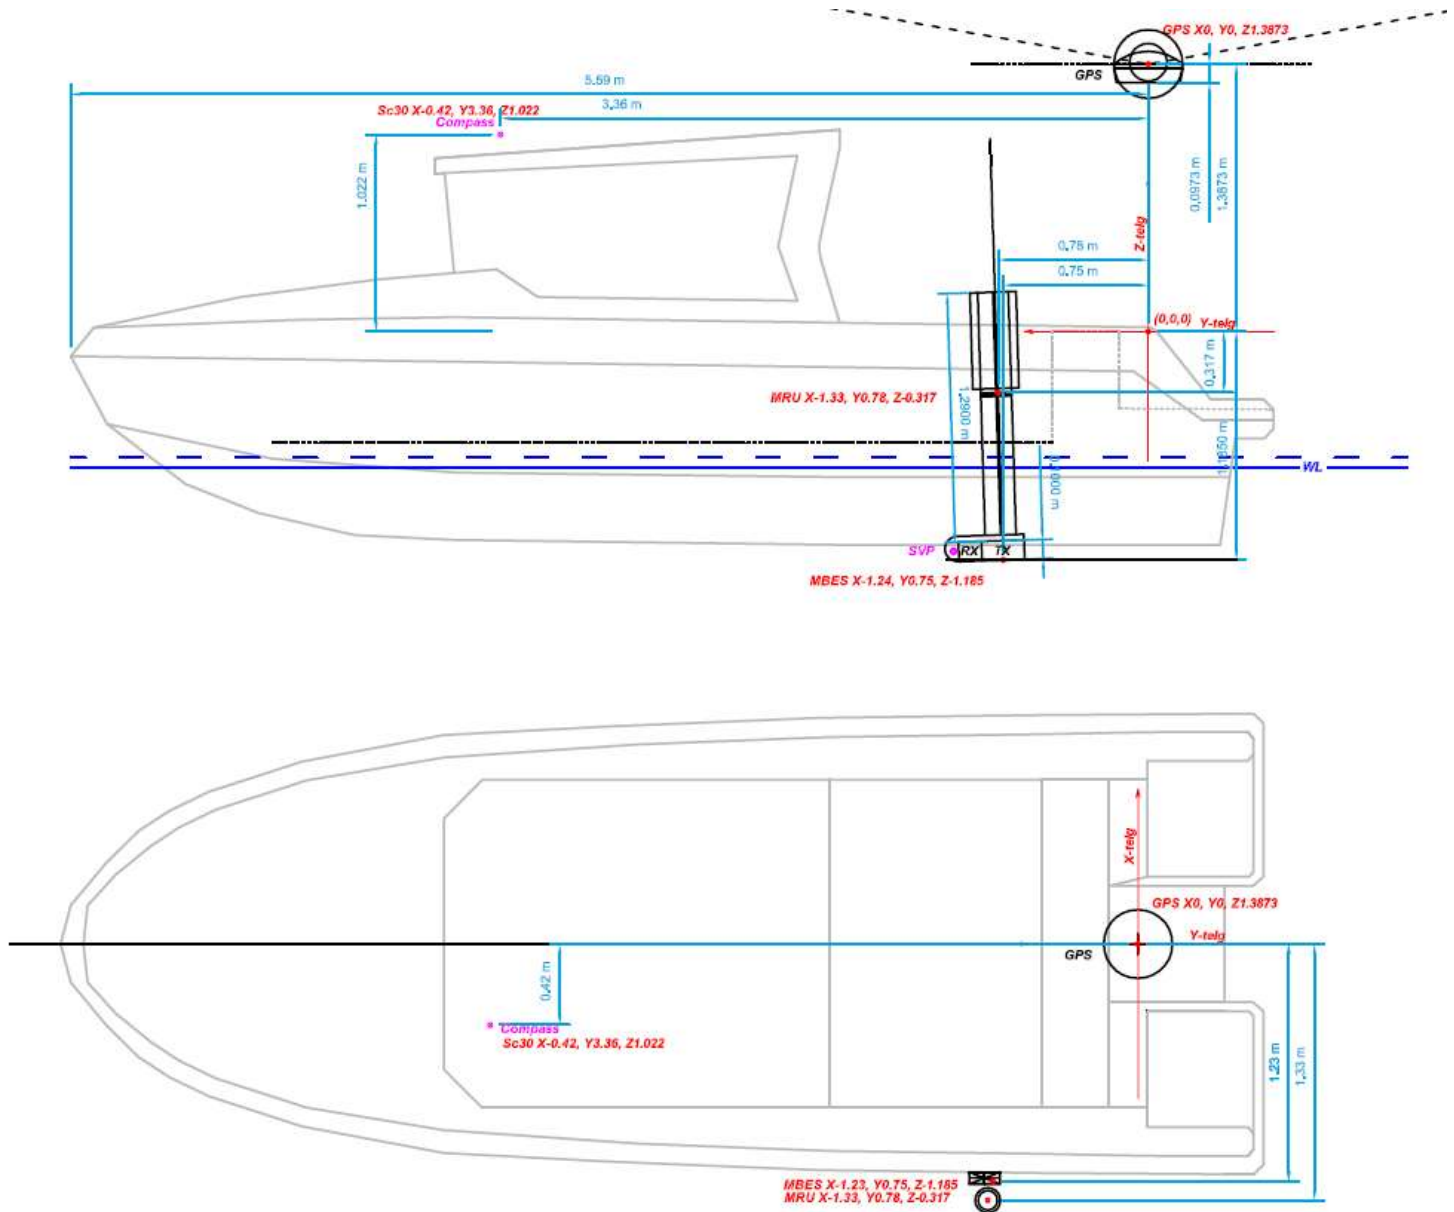 GPS X0, Y0, Z1.3873
GPS
5.59 m
3.36 m
Sc30 X-0.42, Y3.36, Z1.022
Compass
1.022 m
0.0973 m
1.3873 m
Z-telg
0.78 m
0.75 m
(0,0,0) Y-telg
0.317 m
MRU X-1.33, Y0.78, Z-0.317
1.2900 m
1.1850 m
WL
SVP RX TX
MBES X-1.24, Y0.75, Z-1.185
X-telg
GPS X0, Y0, Z1.3873
Y-telg
GPS
0.42 m
Compass
Sc30 X-0.42, Y3.36, Z1.022
1.23 m
1.33 m
MBES X-1.23, Y0.75, Z-1.185
MRU X-1.33, Y0.78, Z-0.317